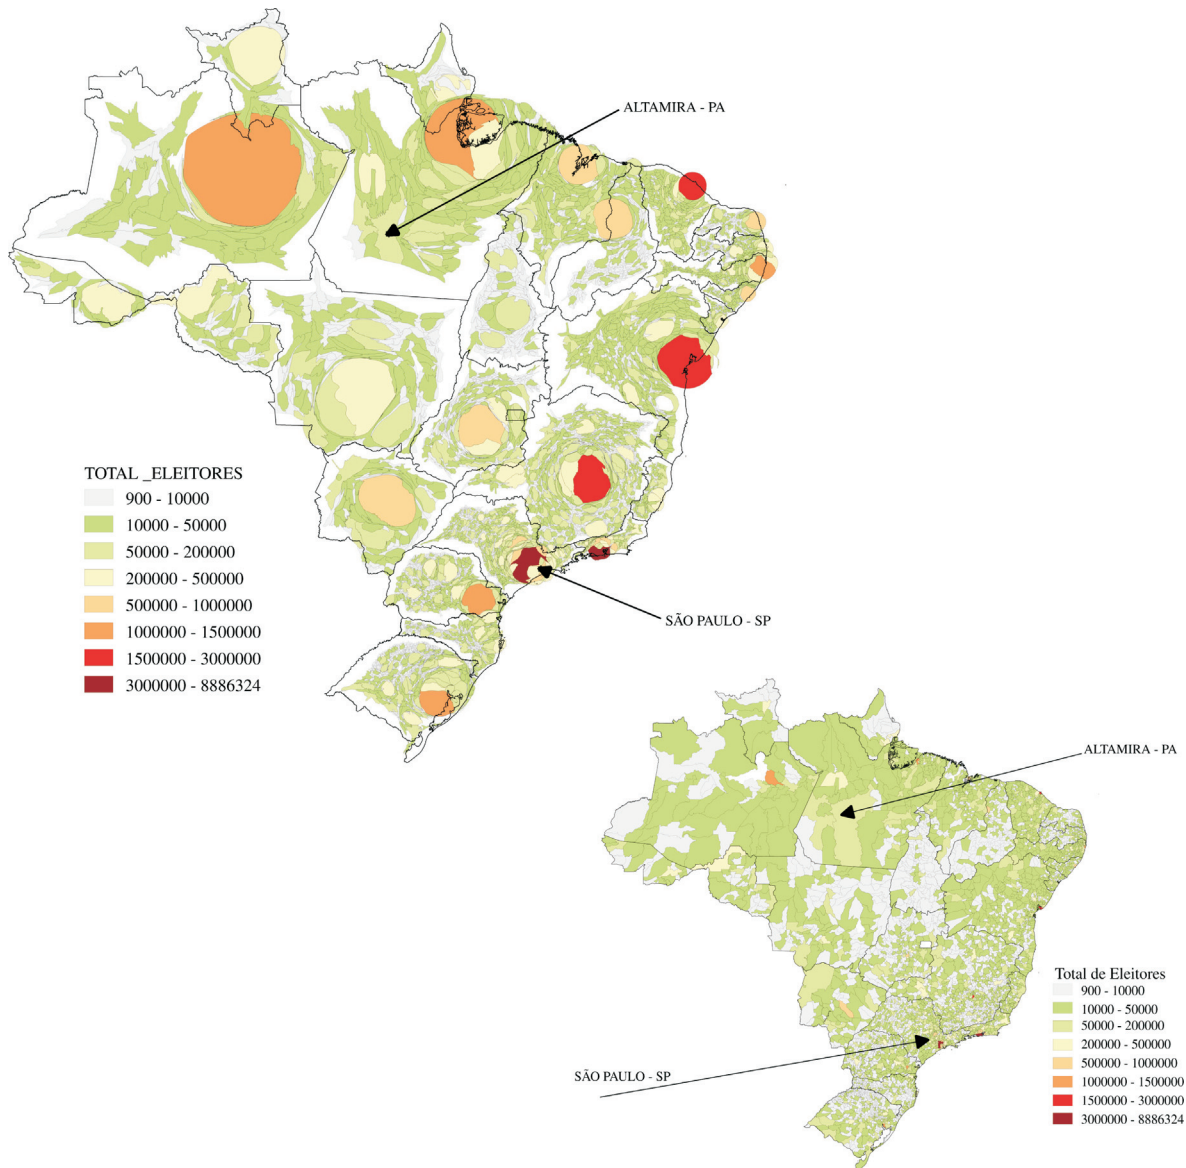 ALTAMIRA - PA
TOTAL _ELEITORES
900 - 10000
10000 - 50000
50000 - 200000
200000 - 500000
500000 - 1000000
1000000 - 1500000
1500000 - 3000000
3000000 - 8886324
SÃO PAULO - SP
ALTAMIRA - PA
Total de Eleitores
900 - 10000
10000 - 50000
50000 - 200000
200000 - 500000
500000 - 1000000
1000000 - 1500000
1500000 - 3000000
3000000 - 8886324
SÃO PAULO - SP